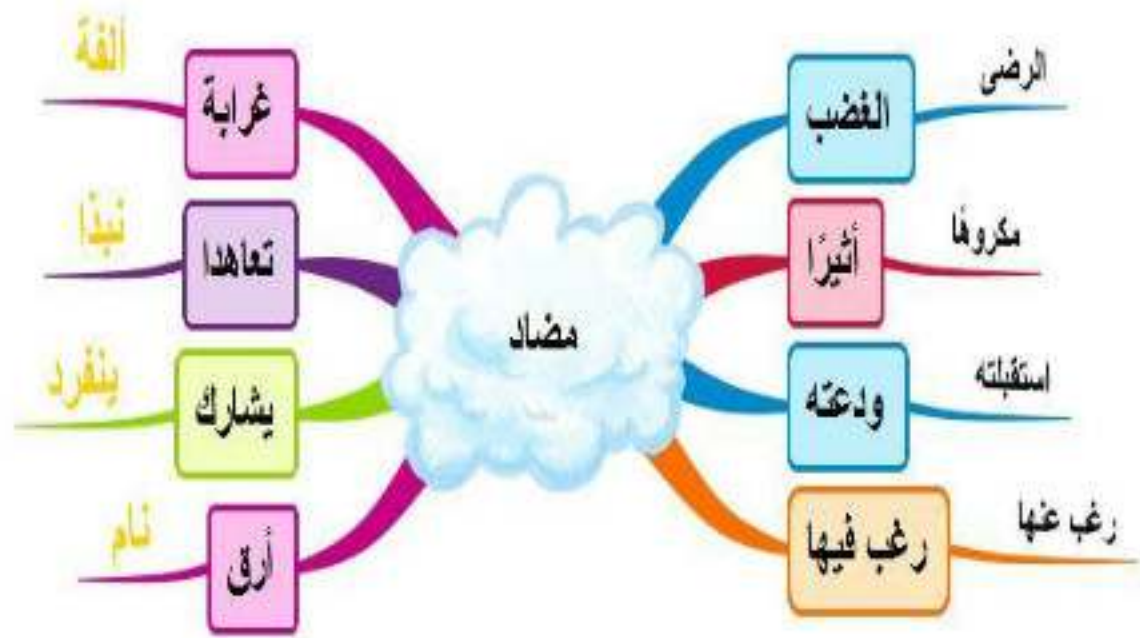 مضاد
الغضب
الرضى
أثيرًا
مكروهًا
ودعته
استقبلته
رغب فيها
رغب عنها
غرابة
ألفة
تعاهدا
نبذا
يشارك
ينفرد
أرق
نام